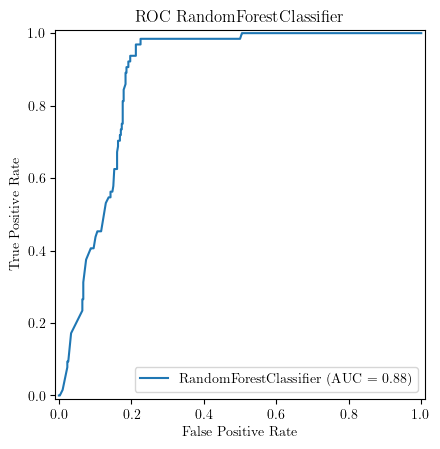 ROC RandomForestClassifier
1.0
0.8
0.6
0.4
0.2
0.0
True Positive Rate
RandomForestClassifier (AUC = 0.88)
0.0 0.2 0.4 0.6 0.8 1.0
False Positive Rate